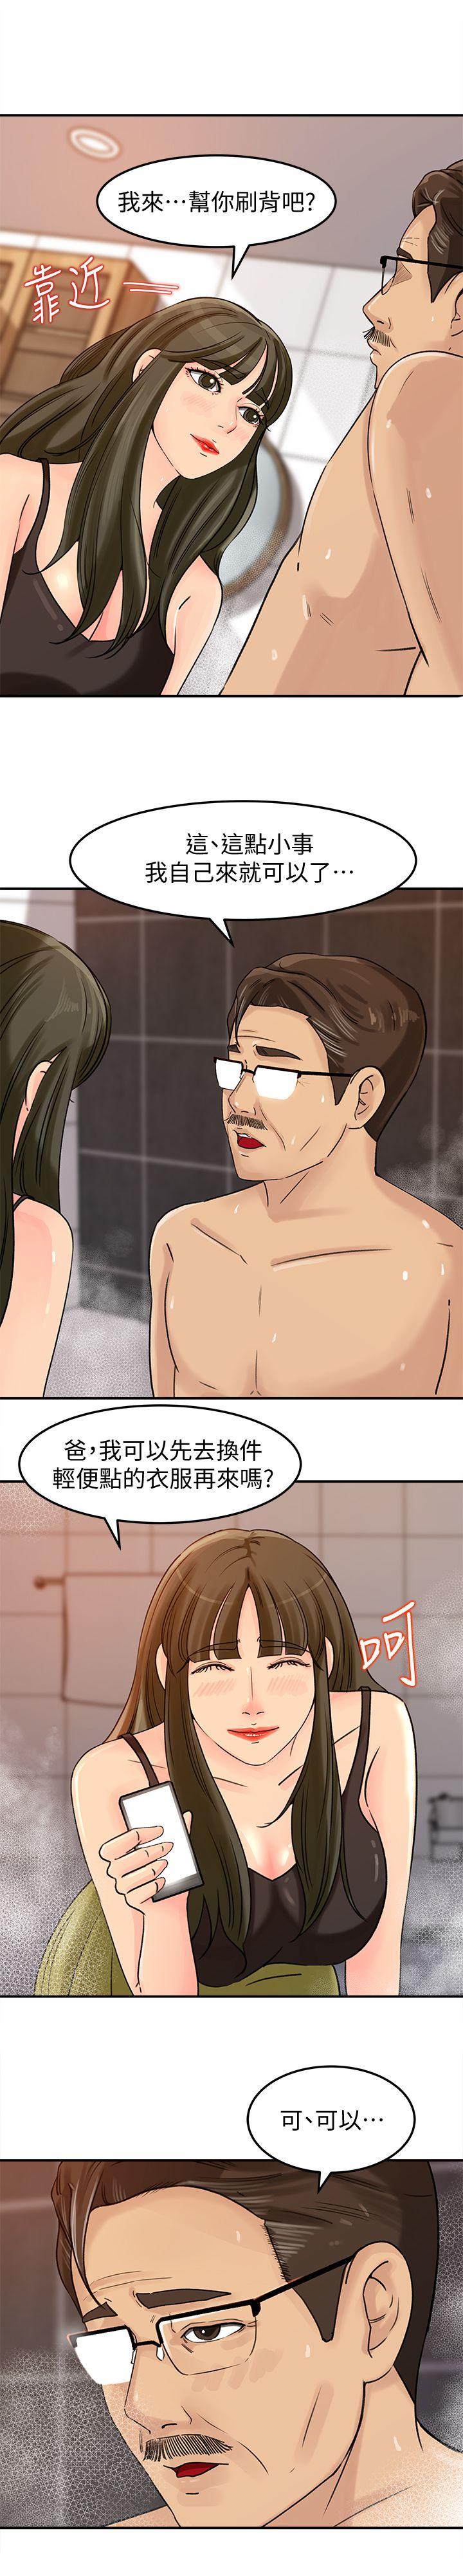 我來⋯幫你刷背吧?
靠近
這、這點小事
我自己來就可以了⋯
爸，我可以先去換件
輕便點的衣服再來嗎?
呵
可、可以⋯